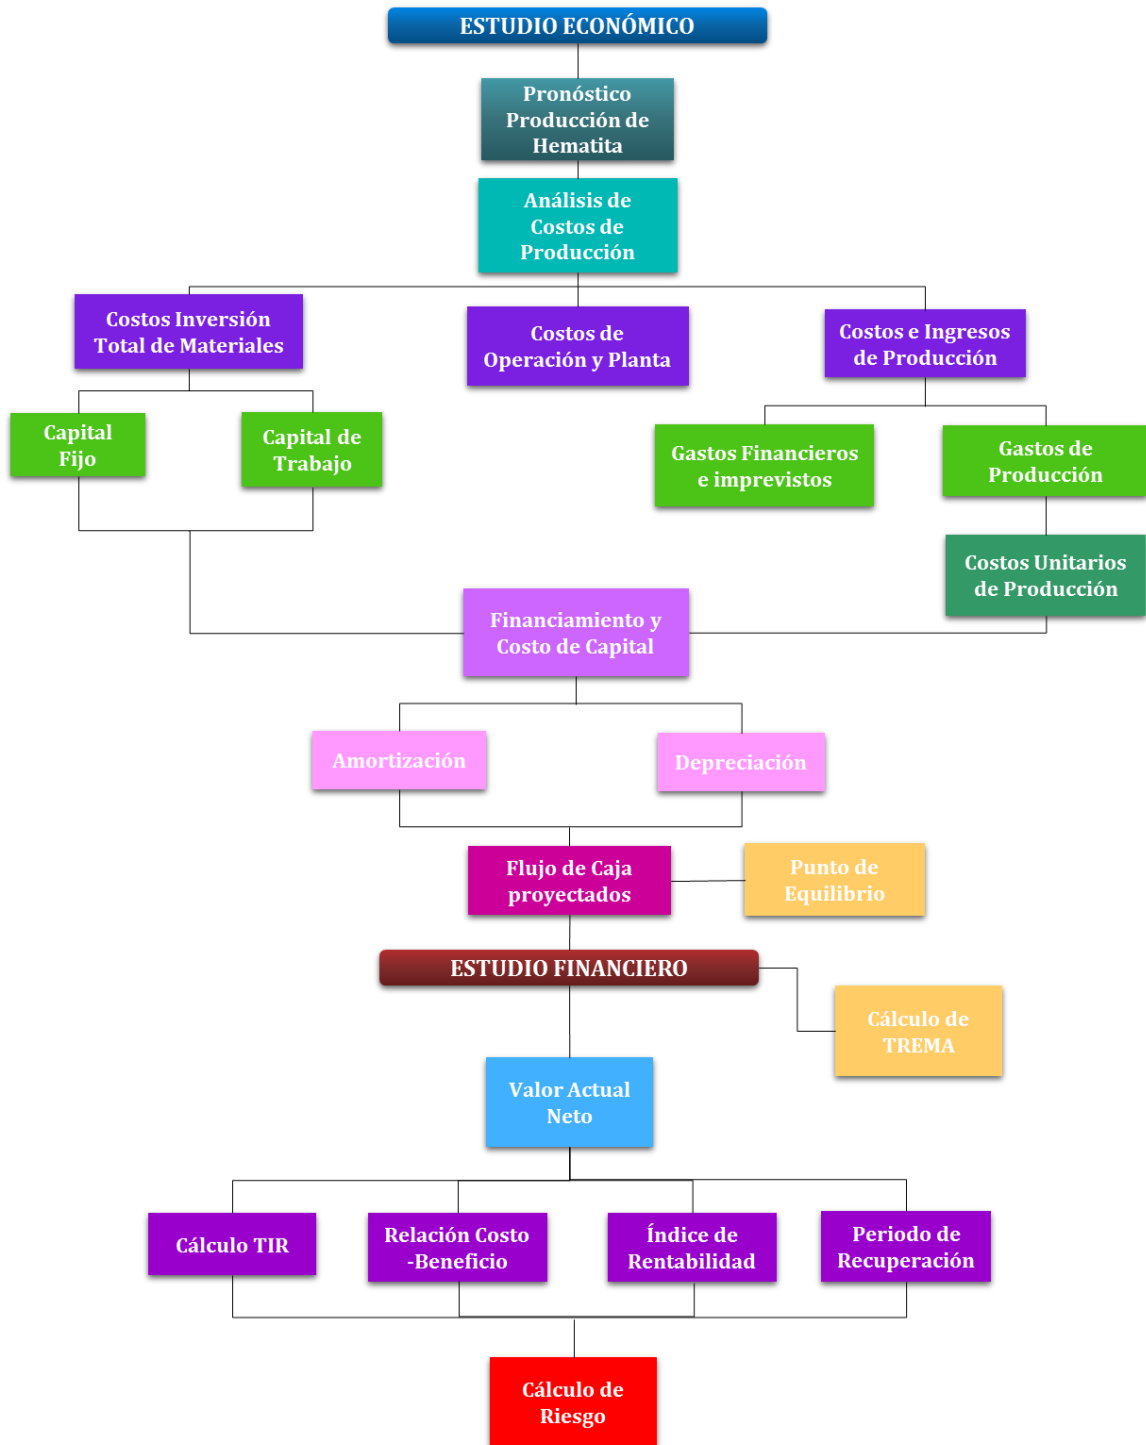 ESTUDIO ECONÓMICO
Pronóstico
Producción de
Hematita
Análisis de
Costos de
Producción
Costos Inversión
Total de Materiales
Costos de
Operación y Planta
Costos e Ingresos
de Producción
Capital
Fijo
Capital de
Trabajo
Gastos Financieros
e imprevistos
Gastos de
Producción
Costos Unitarios
de Producción
Financiamiento y
Costo de Capital
Amortización
Depreciación
Flujo de Caja
proyectados
Punto de
Equilibrio
ESTUDIO FINANCIERO
Cálculo de
TREMA
Valor Actual
Neto
Cálculo TIR
Relación Costo
-Beneficio
Índice de
Rentabilidad
Periodo de
Recuperación
Cálculo de
Riesgo